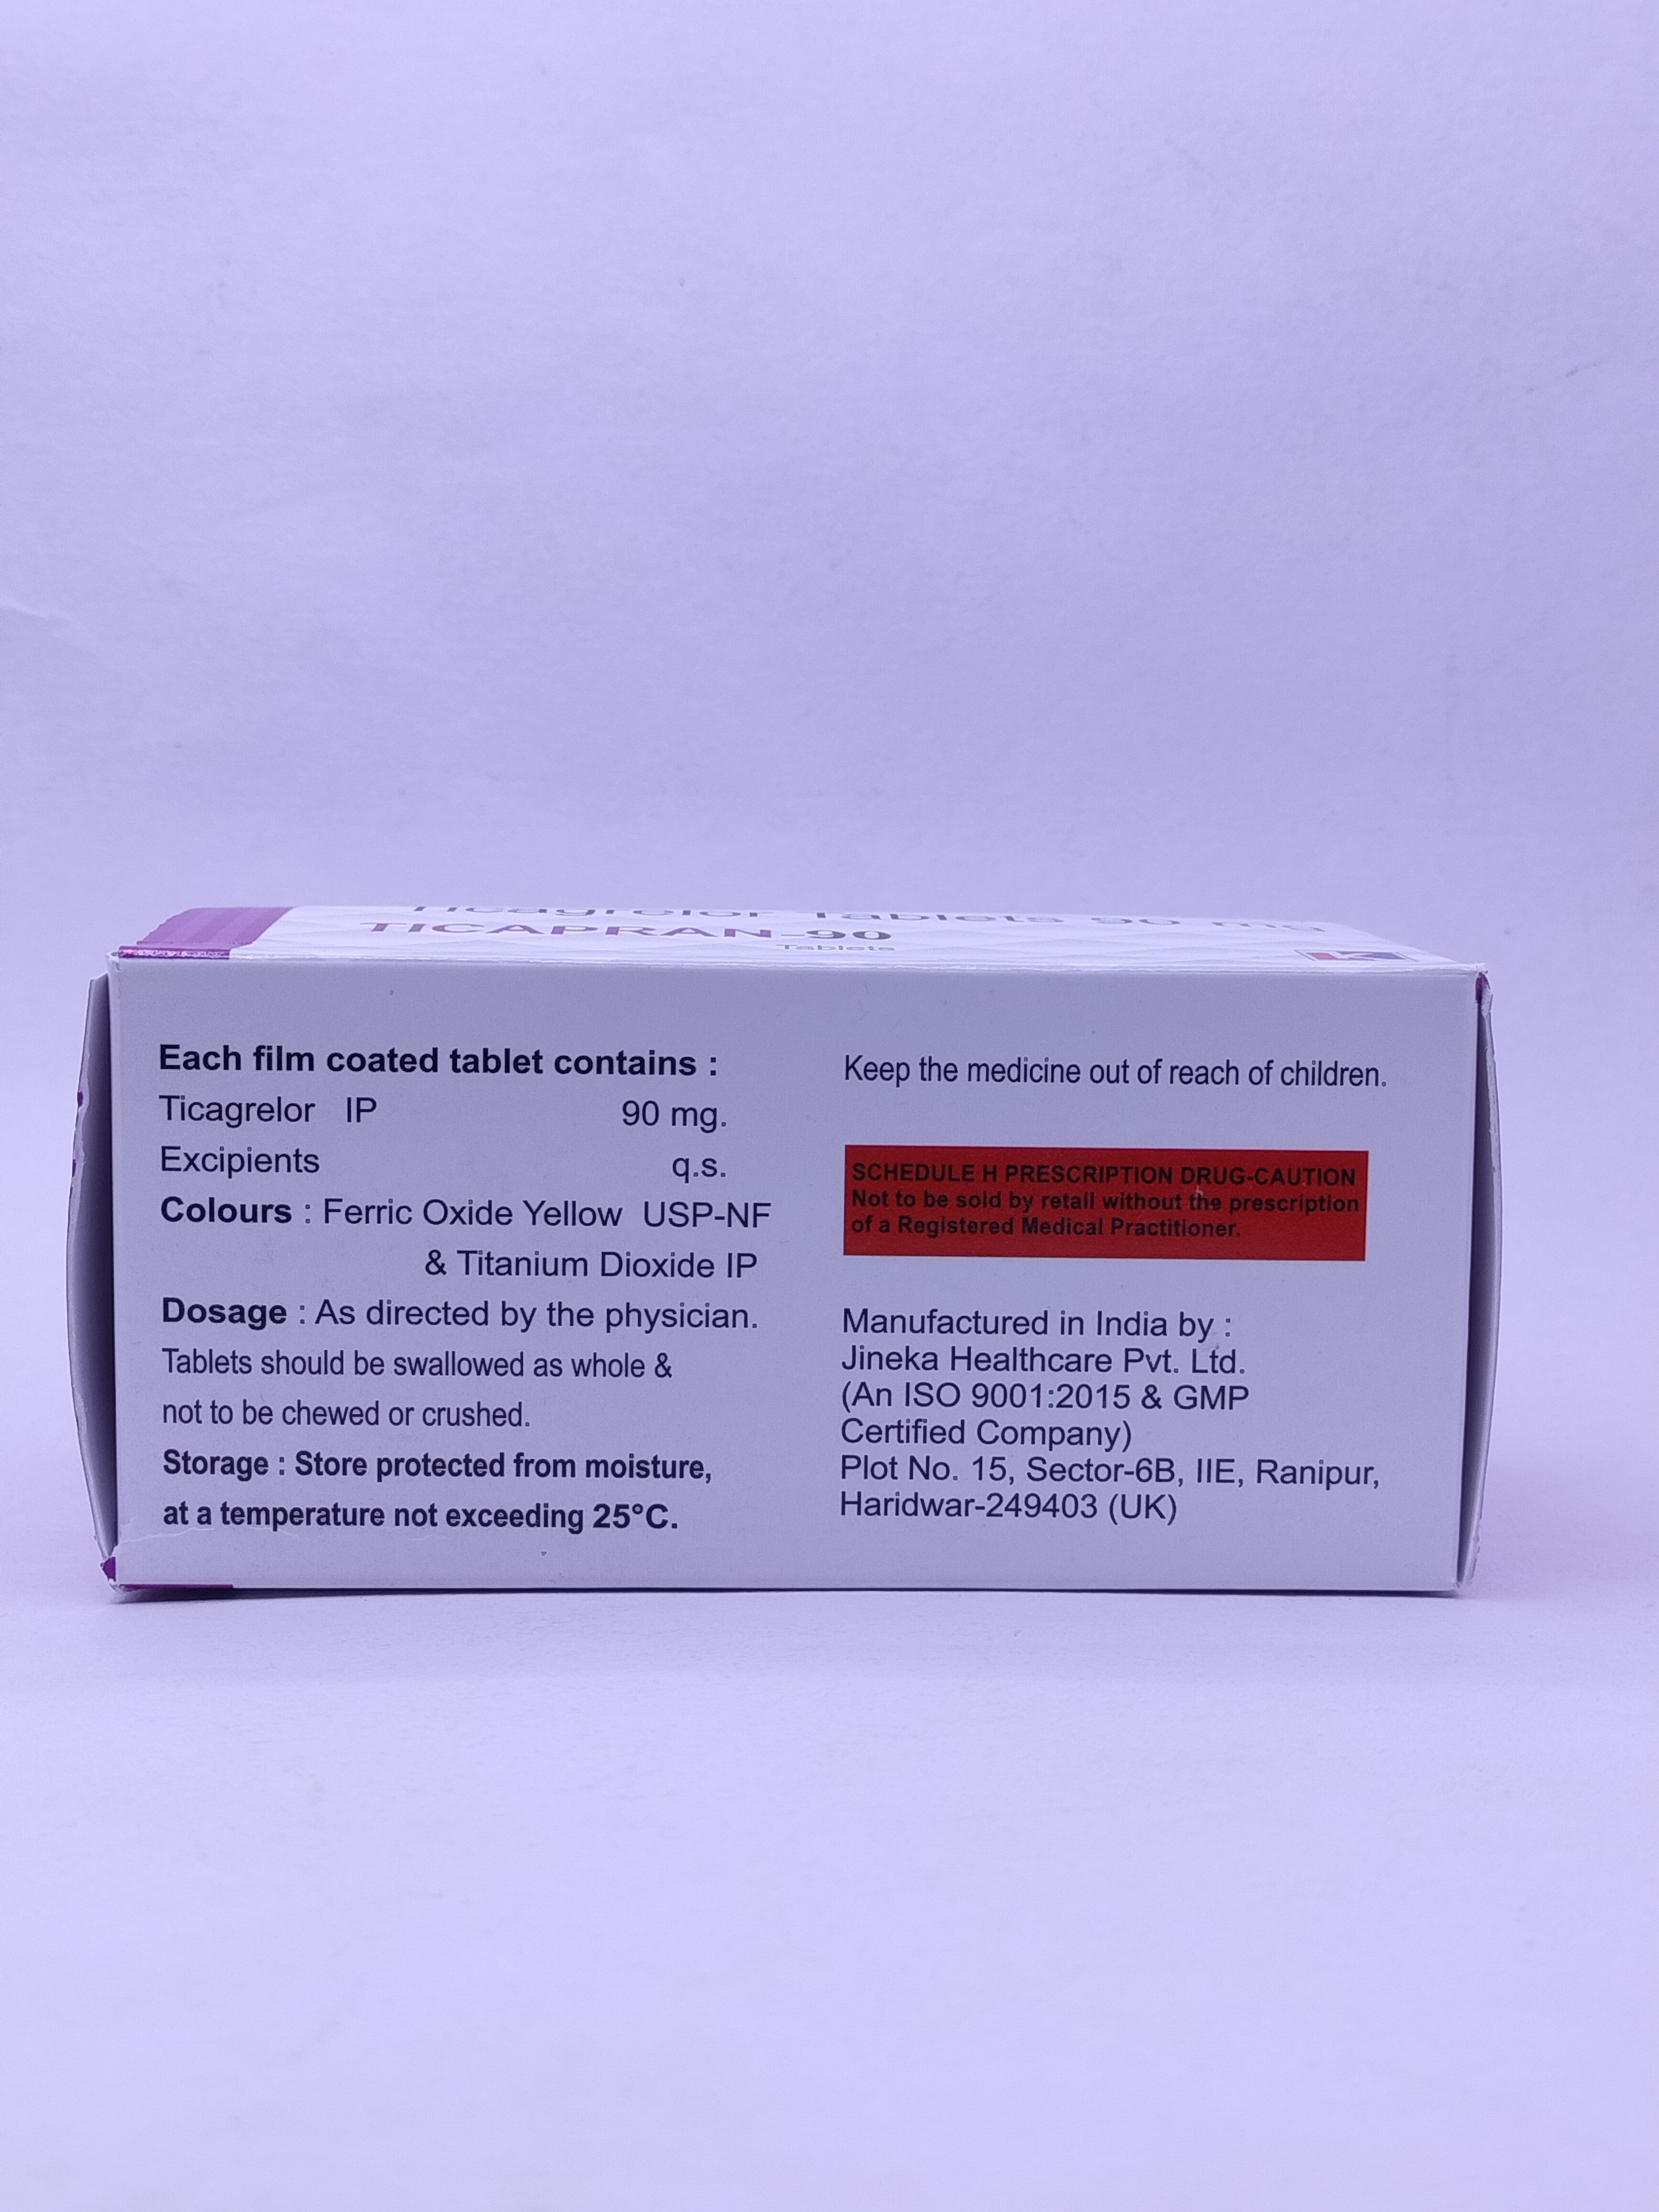 Ticagrelor Tablets 90 mg
TICAPRAN-90
Tablets
Each film coated tablet contains :
Ticagrelor IP 90 mg.
Excipients q.s.
Colours : Ferric Oxide Yellow USP-NF
& Titanium Dioxide IP
Dosage : As directed by the physician.
Tablets should be swallowed as whole &
not to be chewed or crushed.
Storage : Store protected from moisture,
at a temperature not exceeding 25°C.
Keep the medicine out of reach of children.
SCHEDULE H PRESCRIPTION DRUG-CAUTION
Not to be sold by retail without the prescription
of a Registered Medical Practitioner.
Manufactured in India by :
Jineka Healthcare Pvt. Ltd.
(An ISO 9001:2015 & GMP
Certified Company)
Plot No. 15, Sector-6B, IIE, Ranipur,
Haridwar-249403 (UK)